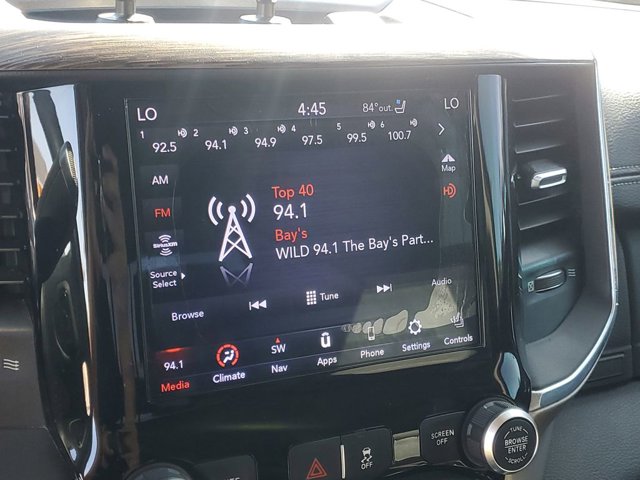 LO 4:45 84°out. LO
1 2 3 4 5 6
92.5 94.1 94.9 97.5 99.5 100.7
AM
Map
Top 40
FM
94.1
Bay's
WILD 94.1 The Bay's Part...
SiriusXM
Source
Select
Browse
Tune
Audio
94.1
Media
Climate
SW
Nav
Apps
Phone
Settings
Controls
SCREEN
OFF
OFF
TUNE
BROWSE
ENTER
SCROLL